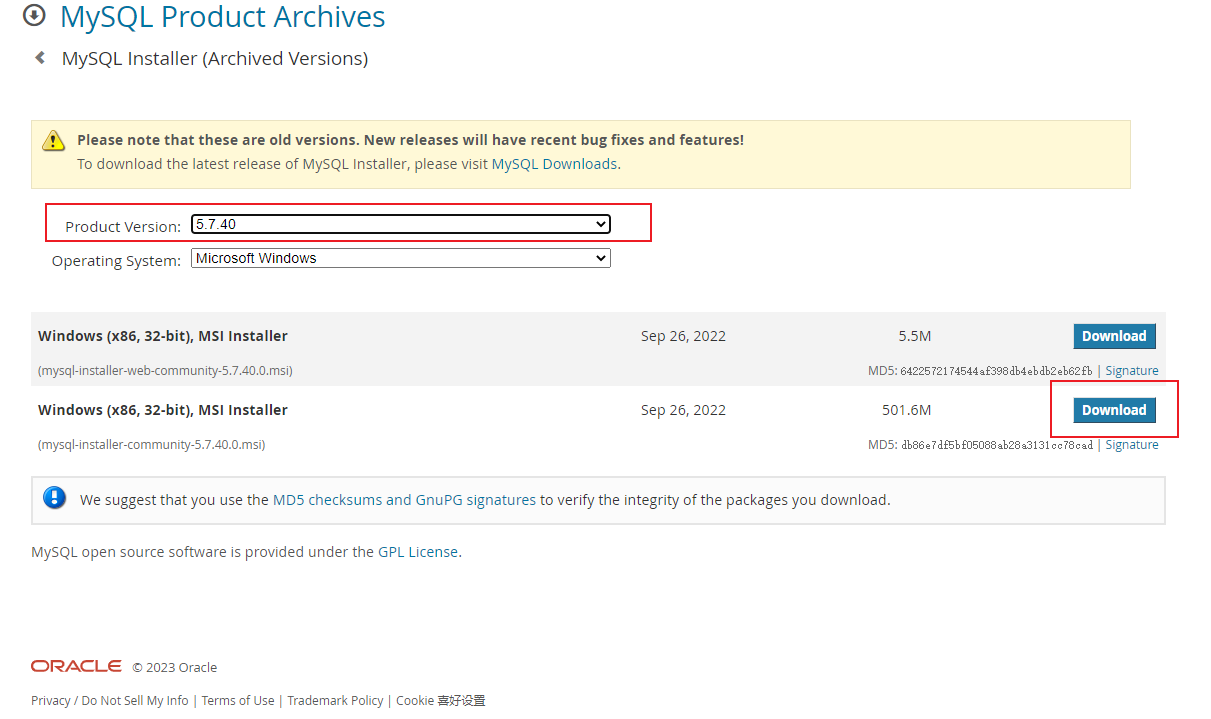 MySQL Product Archives
MySQL Installer (Archived Versions)
Please note that these are old versions. New releases will have recent bug fixes and features!
To download the latest release of MySQL Installer, please visit MySQL Downloads.
Product Version: 5.7.40
Operating System: Microsoft Windows
Windows (x86, 32-bit), MSI Installer Sep 26, 2022 5.5M Download
(mysql-installer-web-community-5.7.40.0.msi) MD5: 6422572174544af398db4ebdb2eb62fb | Signature
Windows (x86, 32-bit), MSI Installer Sep 26, 2022 501.6M Download
(mysql-installer-community-5.7.40.0.msi) MD5: db86e7df5bf05088ab28a3131cc78cad | Signature
We suggest that you use the MD5 checksums and GnuPG signatures to verify the integrity of the packages you download.
MySQL open source software is provided under the GPL License.
ORACLE © 2023 Oracle
Privacy / Do Not Sell My Info | Terms of Use | Trademark Policy | Cookie 喜好设置